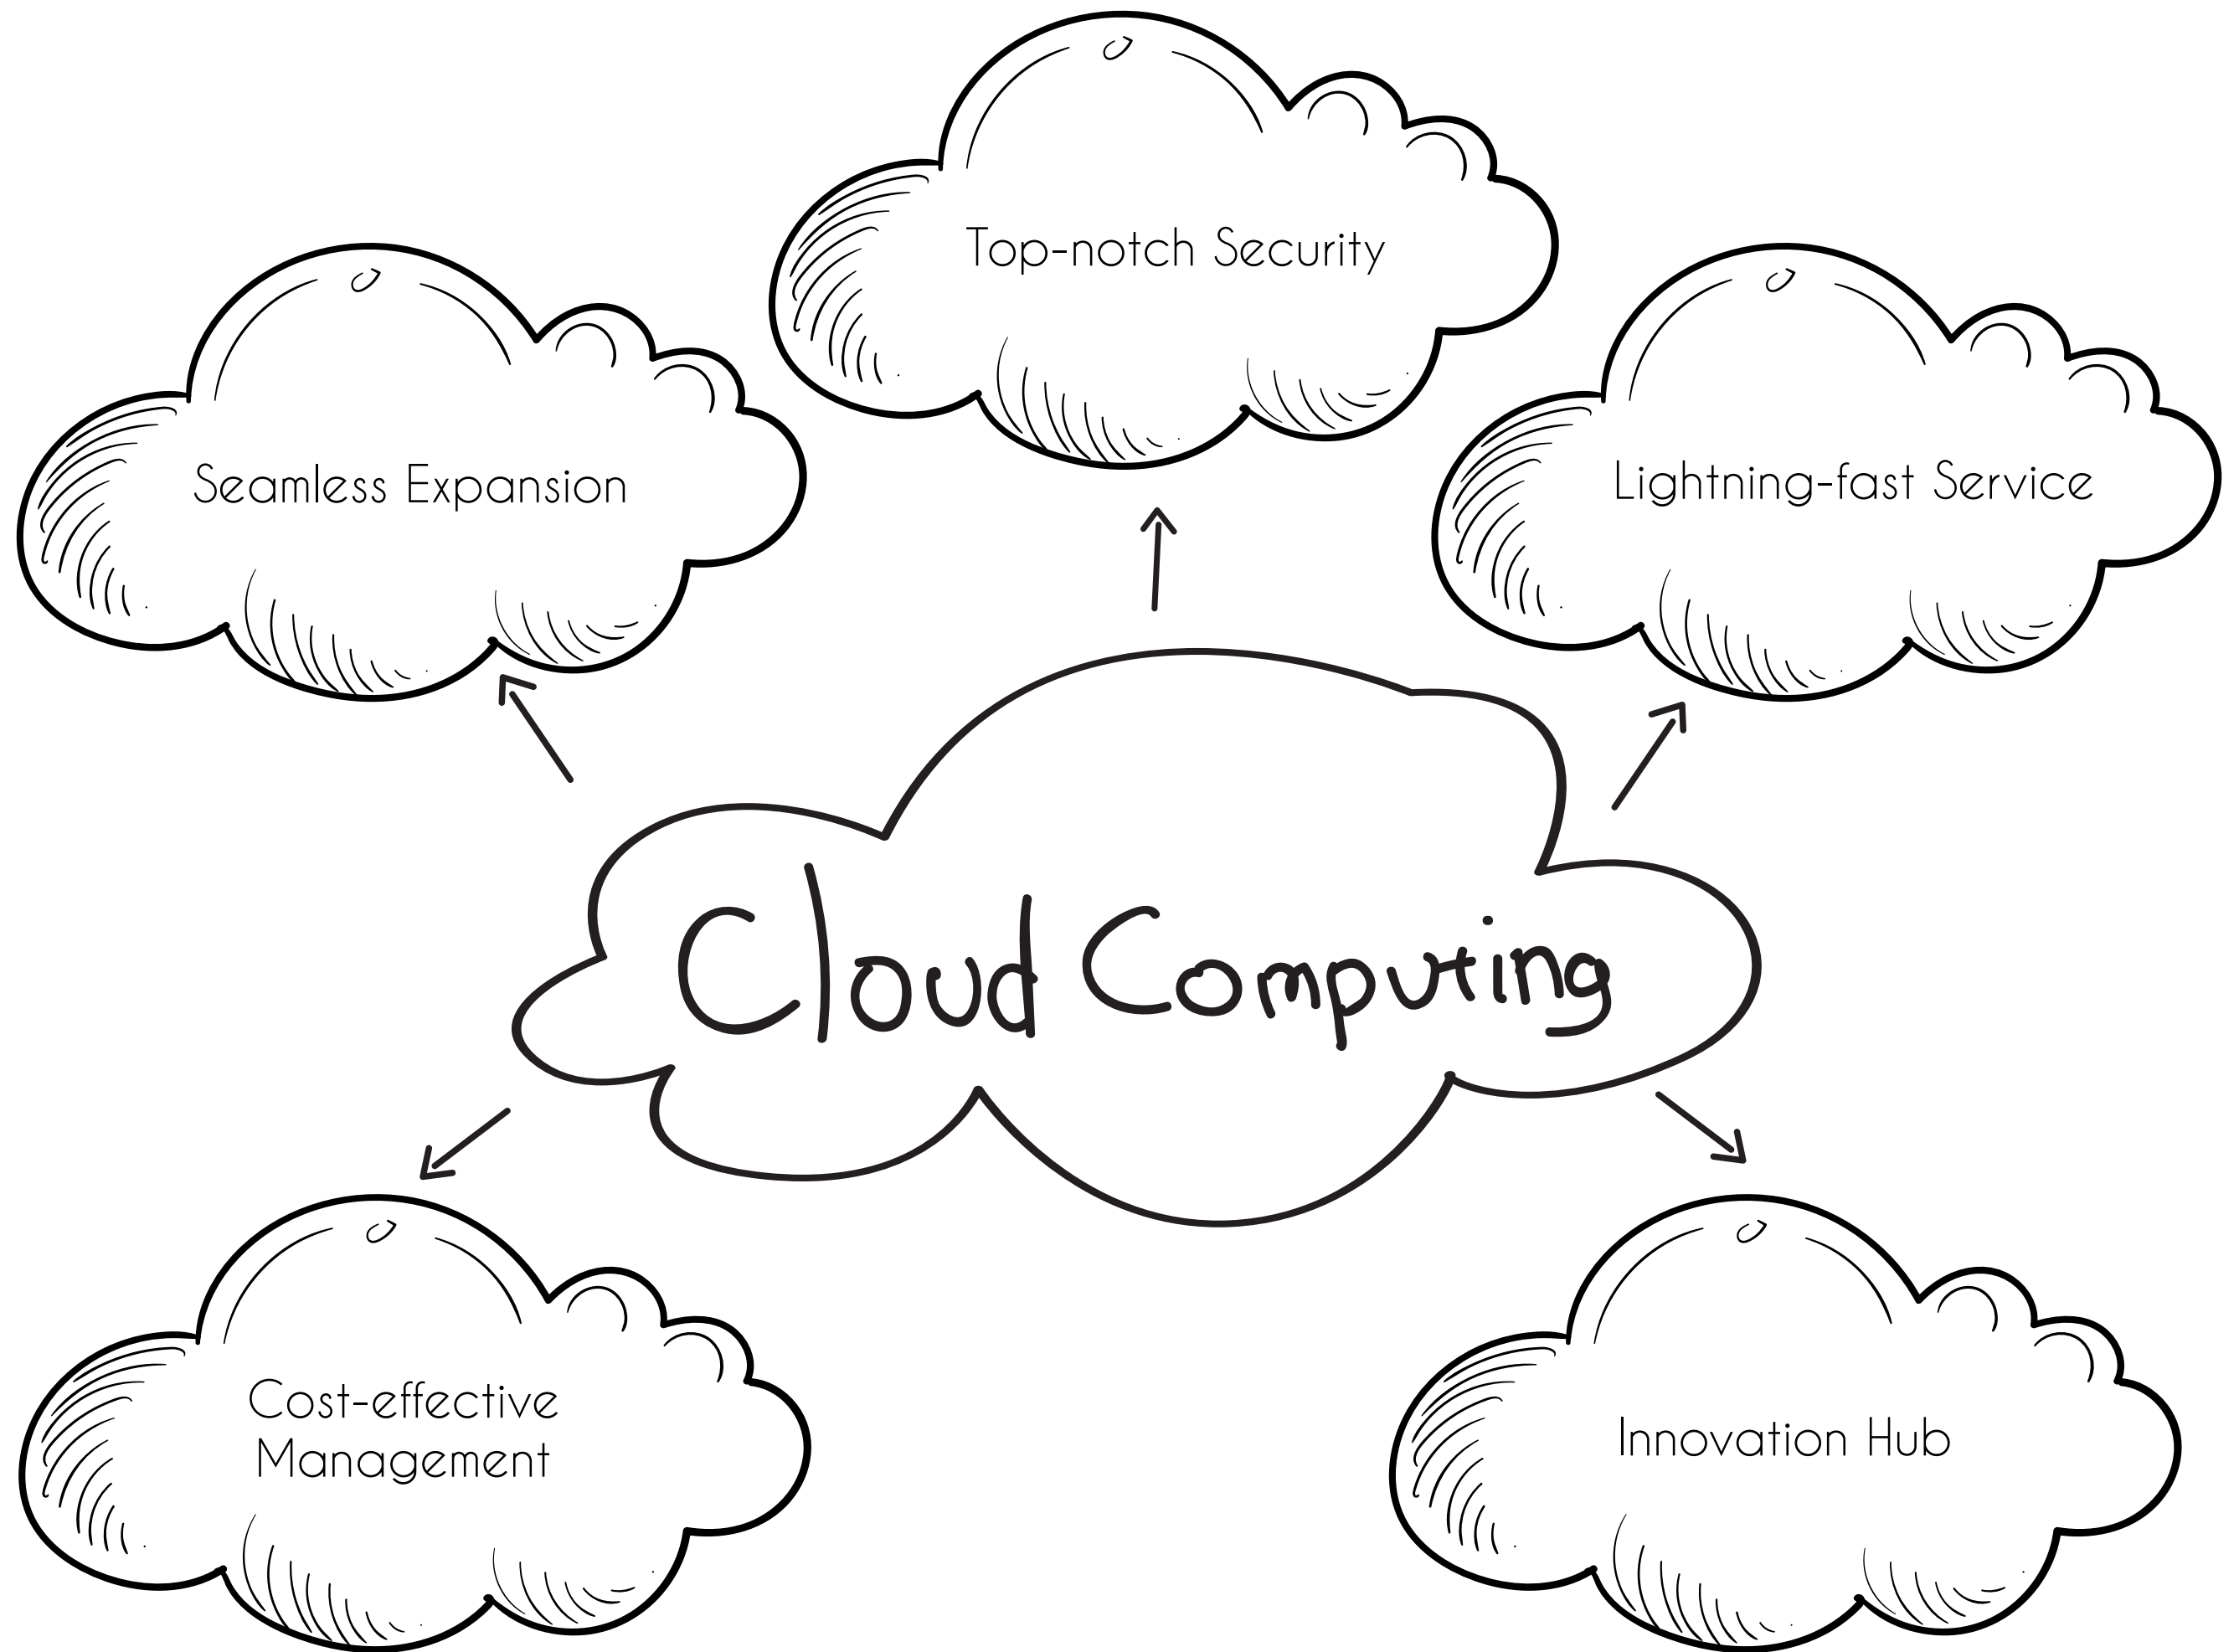 Top-notch Security
Seamless Expansion
Lightning-fast Service
Cloud Computing
Cost-effective
Management
Innovation Hub